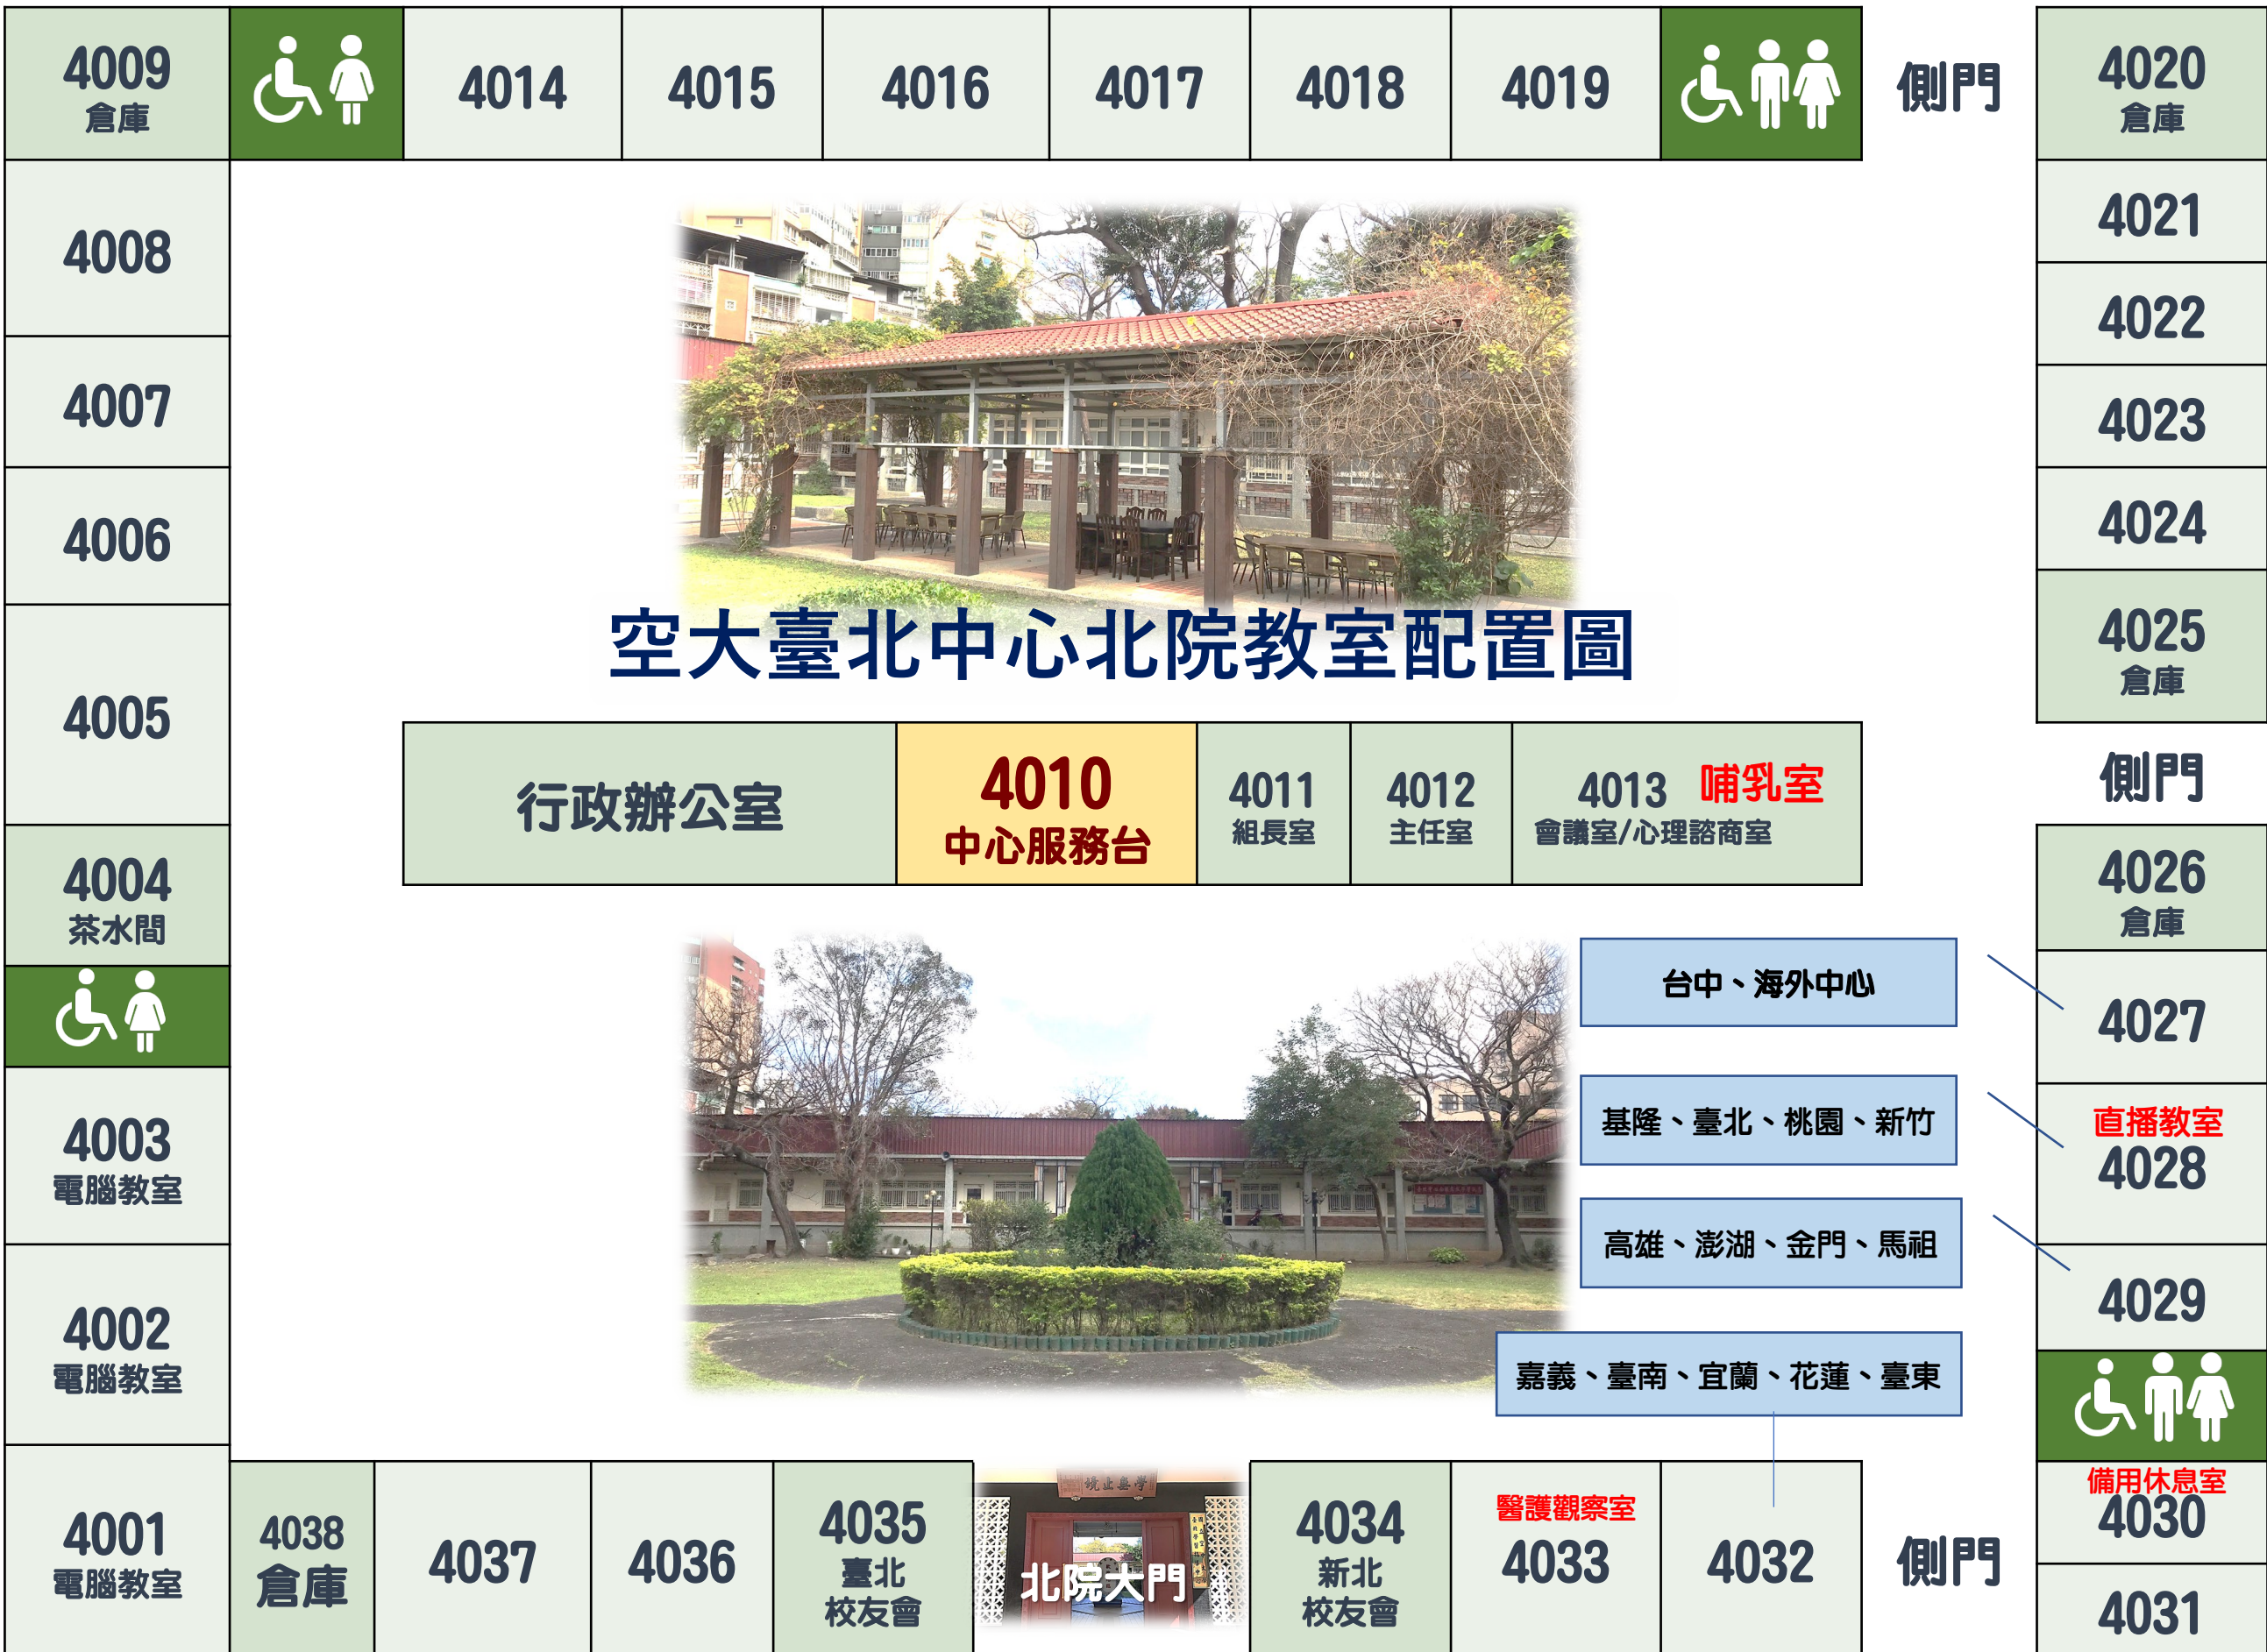 4009
倉庫
4014
4015
4016
4017
4018
4019
側門
4020
倉庫
4008
4021
4022
4007
4023
4006
4024
空大臺北中心北院教室配置圖
4025
倉庫
4005
行政辦公室
4010
中心服務台
4011
組長室
4012
主任室
4013 哺乳室
會議室/心理諮商室
側門
4004
茶水間
4026
倉庫
台中、海外中心
4027
4003
電腦教室
基隆、臺北、桃園、新竹
直播教室
4028
高雄、澎湖、金門、馬祖
4029
4002
電腦教室
嘉義、臺南、宜蘭、花蓮、臺東
4001
電腦教室
4038
倉庫
4037
4036
4035
臺北
校友會
境止無學
北院大門
4034
新北
校友會
醫護觀察室
4033
4032
側門
備用休息室
4030
4031